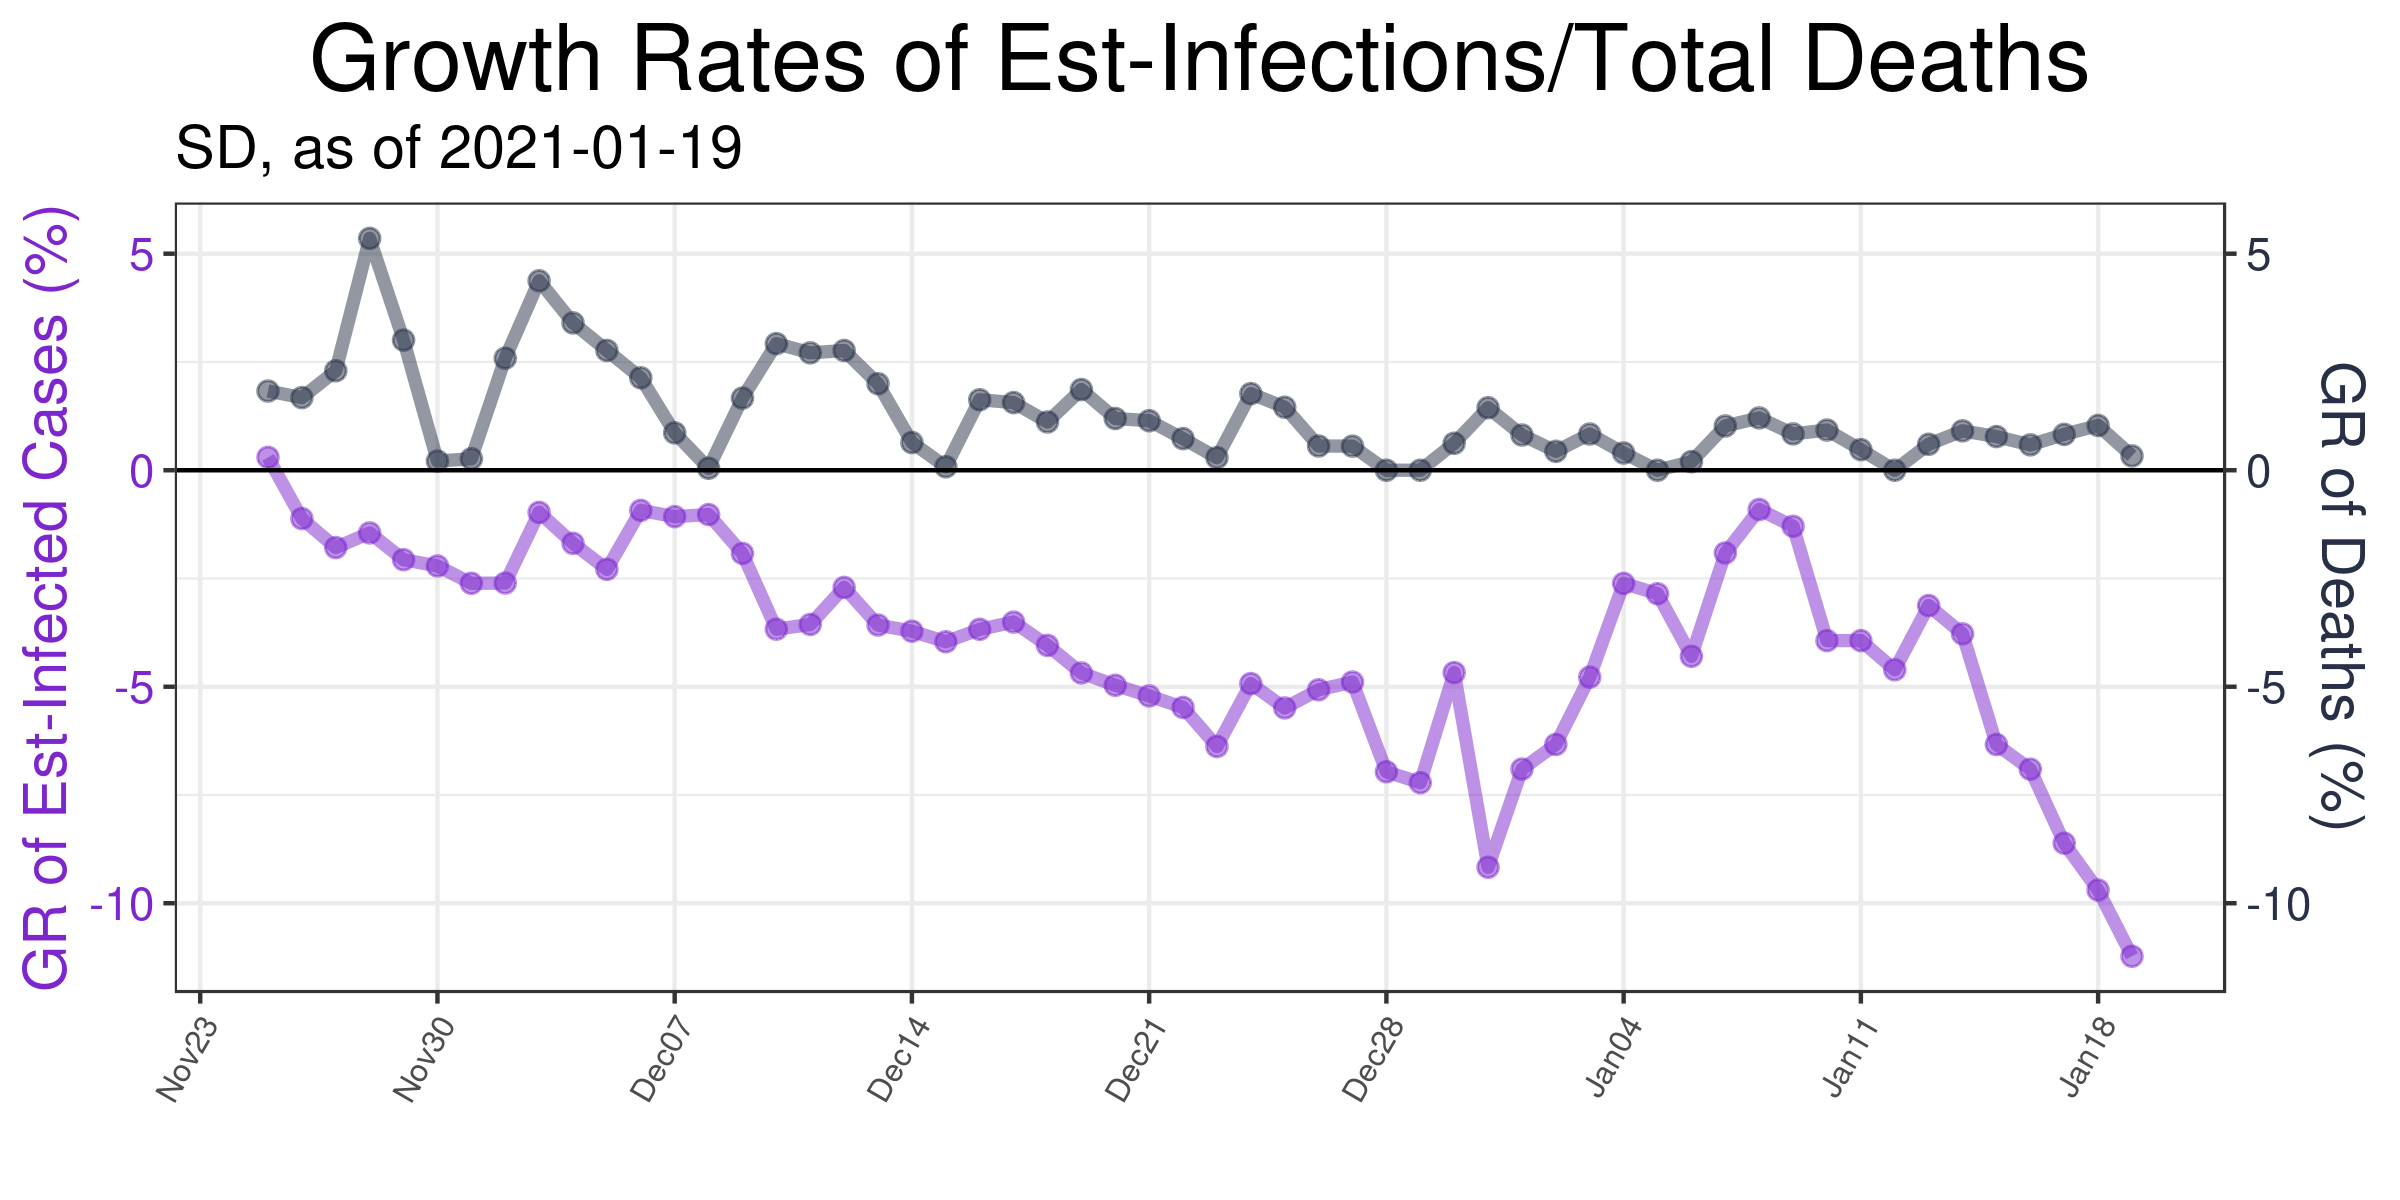 Growth Rates of Est-Infections/Total Deaths
SD, as of 2021-01-19
GR of Est-Infected Cases (%)
5
0
-5
-10
5
0
-5
-10
GR of Deaths (%)
Nov23
Nov30
Dec07
Dec14
Dec21
Dec28
Jan04
Jan11
Jan18